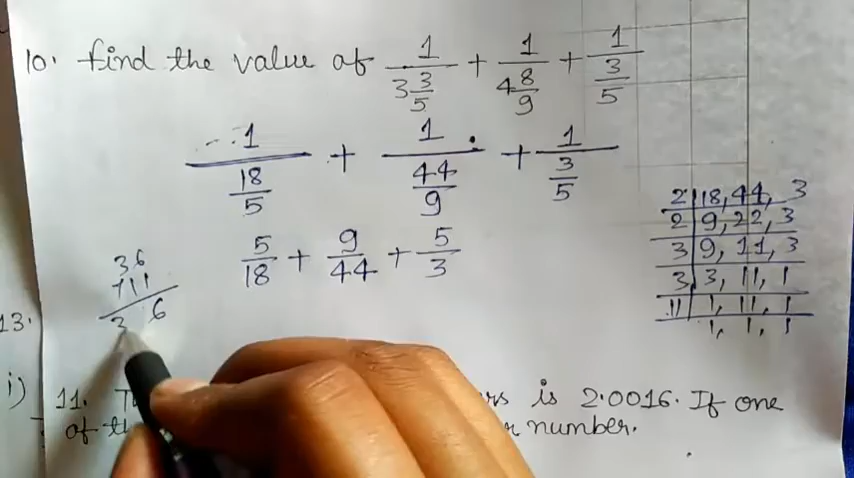 10. find the value of 1/(3 3/5) + 1/(4 8/9) + 1/(3/5)
1/(18/5) + 1/(44/9) + 1/(3/5)
5/18 + 9/44 + 5/3
2 | 18, 44, 3
2 | 9, 22, 3
3 | 9, 11, 3
3 | 3, 11, 1
11 | 1, 11, 1
1, 1, 1
36
11
3 6
13.
i)
11. is 2.0016. If one
of number.